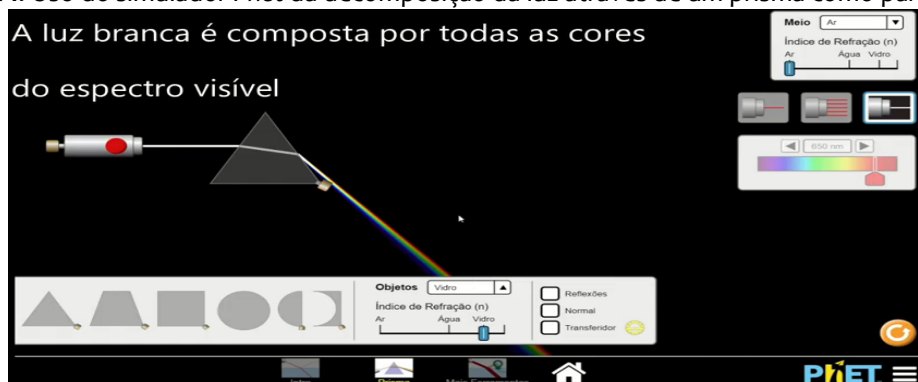 A luz branca é composta por todas as cores
do espectro visível
Meio Ar
Índice de Refração (n)
Ar Água Vidro
650 nm
Objetos Vidro
Índice de Refração (n)
Ar Água Vidro
Reflexões
Normal
Transferidor
Prisma
PhET